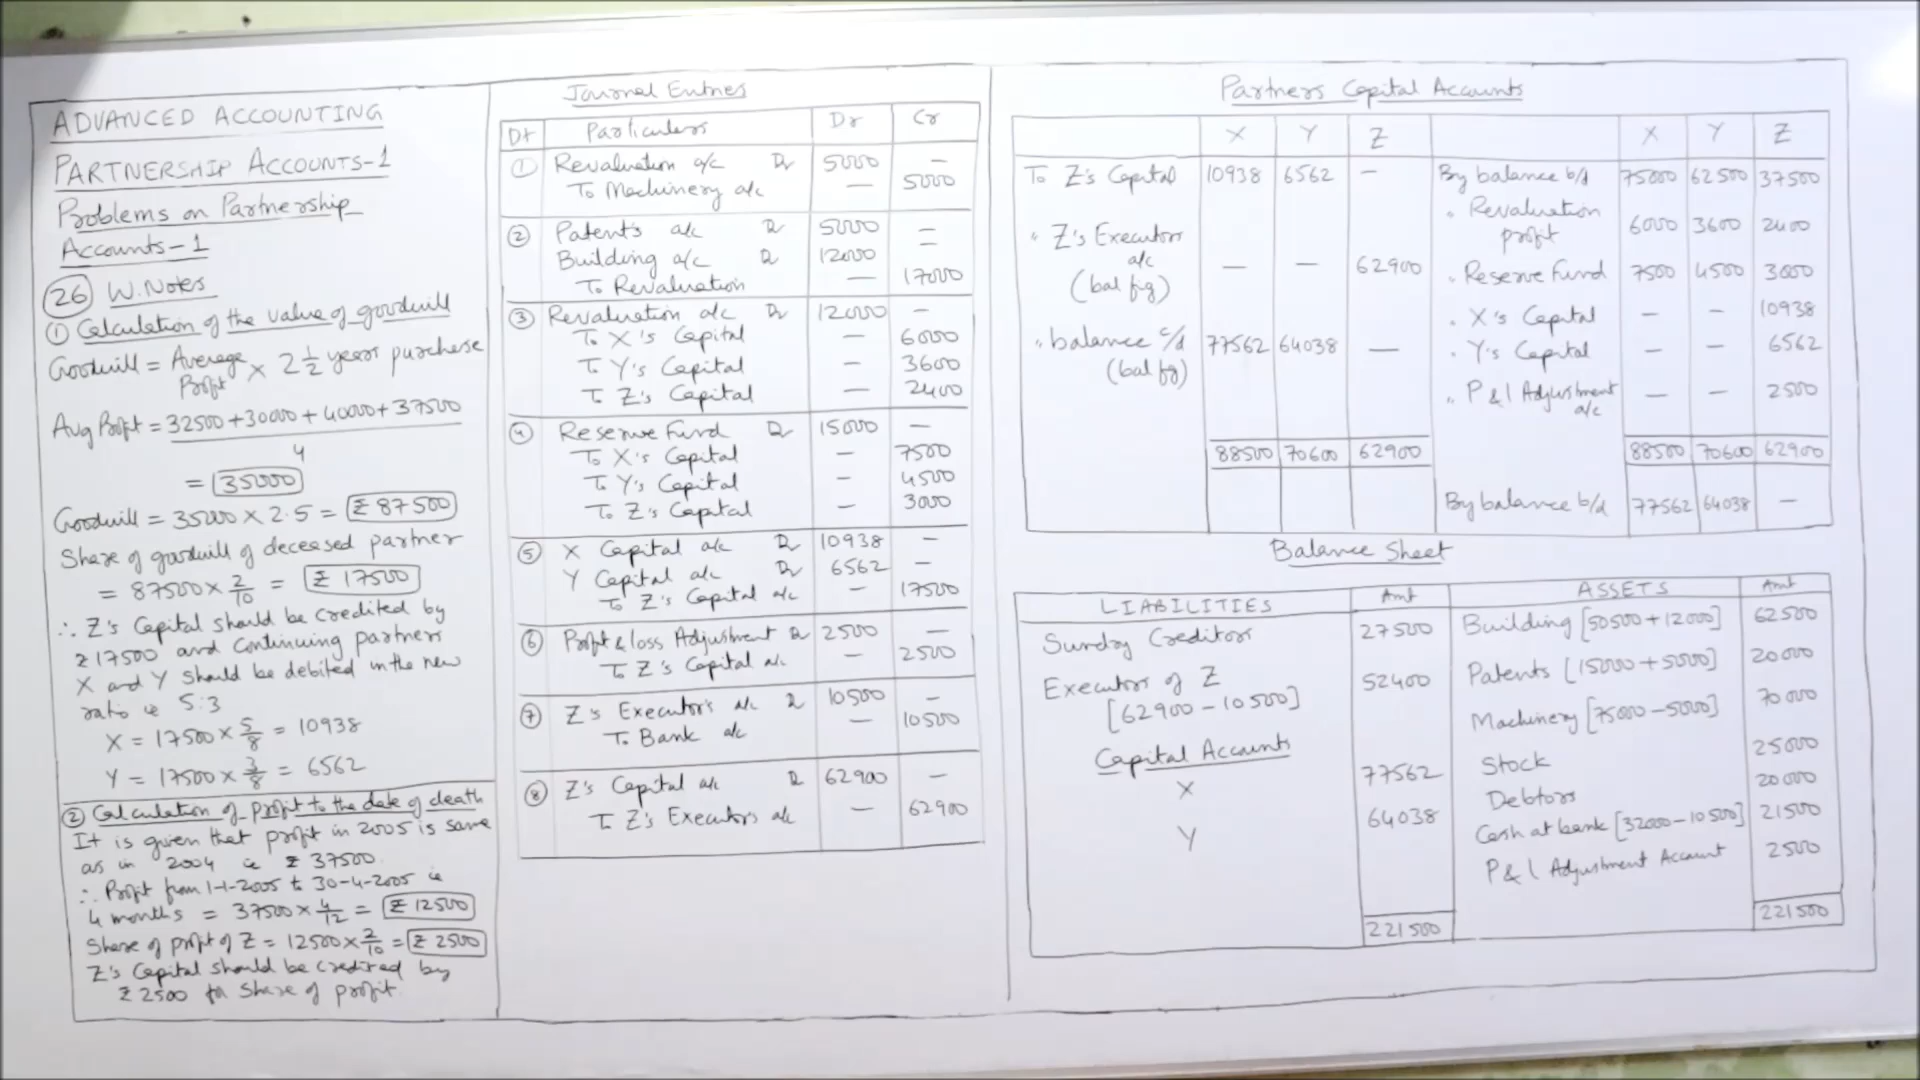 ADVANCED ACCOUNTING
PARTNERSHIP ACCOUNTS-1
Problems on Partnership
Accounts-1
26 W.Notes
① Calculation of the value of goodwill
Goodwill = Average Profit × 2 1/2 years purchase
Avg Profit = 32500+30000+40000+37500
4
= 35000
Goodwill = 35000 × 2.5 = ₹ 87500
Share of goodwill of deceased partner
= 87500 × 2/10 = ₹ 17500
∴ Z's Capital should be credited by
₹ 17500 and Continuing partners
X and Y should be debited in the new
ratio ie 5:3
X = 17500 × 5/8 = 10938
Y = 17500 × 3/8 = 6562
② Calculation of profit to the date of death
It is given that profit in 2005 is same
as in 2004 ie ₹ 37500
∴ Profit from 1-1-2005 to 30-4-2005 ie
4 months = 37500 × 4/12 = ₹ 12500
Share of profit of Z = 12500 × 2/10 = ₹ 2500
Z's Capital should be credited by
₹ 2500 for Share of profit.
Journal Entries
Dt Particulars Dr Cr
① Revaluation a/c Dr 5000 –
To Machinery a/c – 5000
② Patents a/c Dr 5000 –
Building a/c Dr 12000 –
To Revaluation – 17000
③ Revaluation a/c Dr 12000 –
To X's Capital – 6000
To Y's Capital – 3600
To Z's Capital – 2400
④ Reserve Fund Dr 15000 –
To X's Capital – 7500
To Y's Capital – 4500
To Z's Capital – 3000
⑤ X Capital a/c Dr 10938 –
Y Capital a/c Dr 6562 –
To Z's Capital a/c – 17500
⑥ Profit & loss Adjustment Dr 2500 –
To Z's Capital a/c – 2500
⑦ Z's Executor's a/c Dr 10500 –
To Bank a/c – 10500
⑧ Z's Capital a/c Dr 62900 –
To Z's Executors a/c – 62900
Partners Capital Accounts
X Y Z X Y Z
To Z's Capital 10938 6562 – By balance b/d 75000 62500 37500
" Z's Executor a/c (bal fig) – – 62900 " Revaluation profit 6000 3600 2400
" Reserve Fund 7500 4500 3000
" X's Capital – – 10938
" balance c/d (bal fig) 77562 64038 – " Y's Capital – – 6562
" P & l Adjustment a/c – – 2500
88500 70600 62900 88500 70600 62900
By balance b/d 77562 64038 –
Balance Sheet
LIABILITIES Amt ASSETS Amt
Sundry Creditors 27500 Building [50500+12000] 62500
Executors of Z [62900-10500] 52400 Patents [15000+5000] 20000
Machinery [75000-5000] 70000
Capital Accounts Stock 25000
X 77562 Debtors 20000
Y 64038 Cash at bank [32000-10500] 21500
P & l Adjustment Account 2500
221500 221500